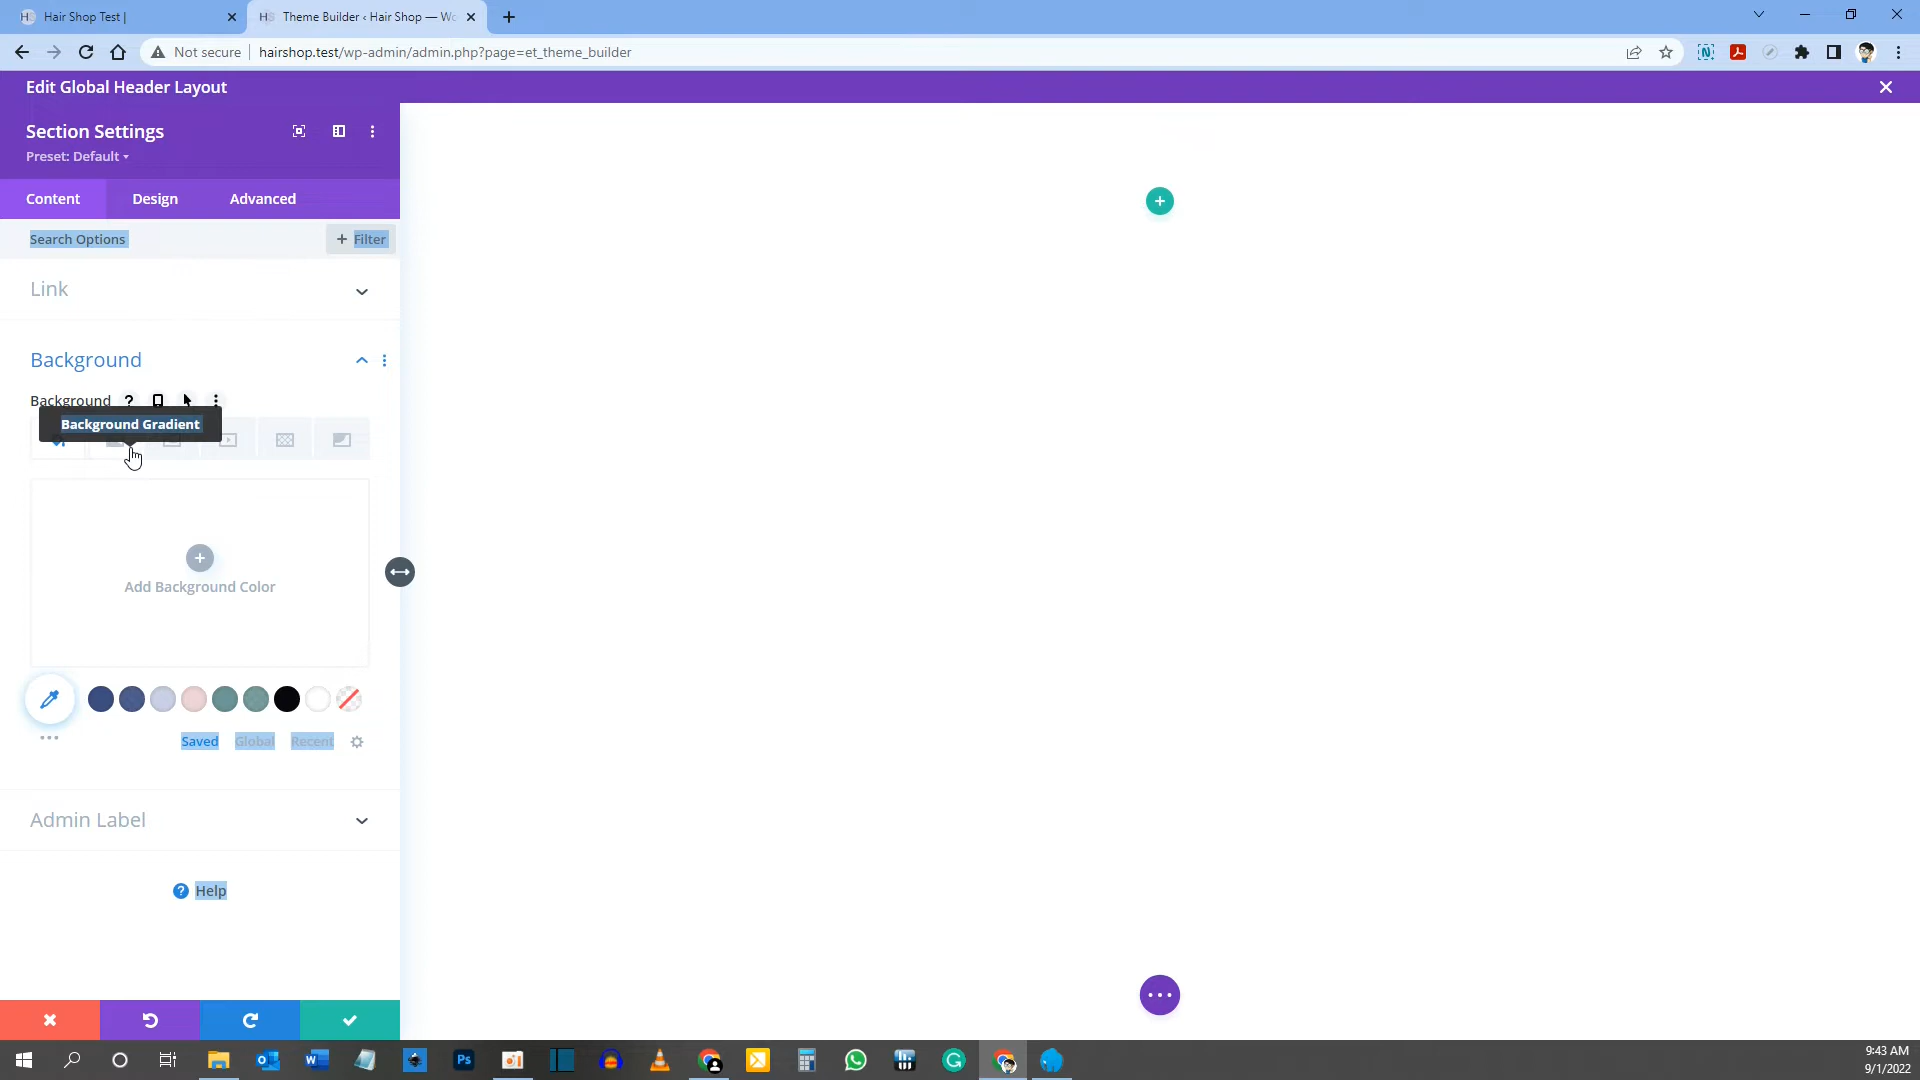 Hair Shop Test |
Theme Builder ‹ Hair Shop — Wo
Not secure
hairshop.test/wp-admin/admin.php?page=et_theme_builder
Edit Global Header Layout
Section Settings
Preset: Default
Content
Design
Advanced
Search Options
+ Filter
Link
Background
Background
Background Gradient
Add Background Color
Saved
Global
Recent
Admin Label
Help
9:43 AM
9/1/2022